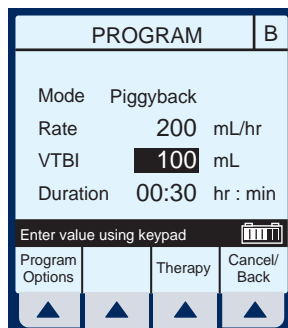 PROGRAM B
Mode Piggyback
Rate 200 mL/hr
VTBI 100 mL
Duration 00:30 hr : min
Enter value using keypad
Program Options Therapy Cancel/ Back